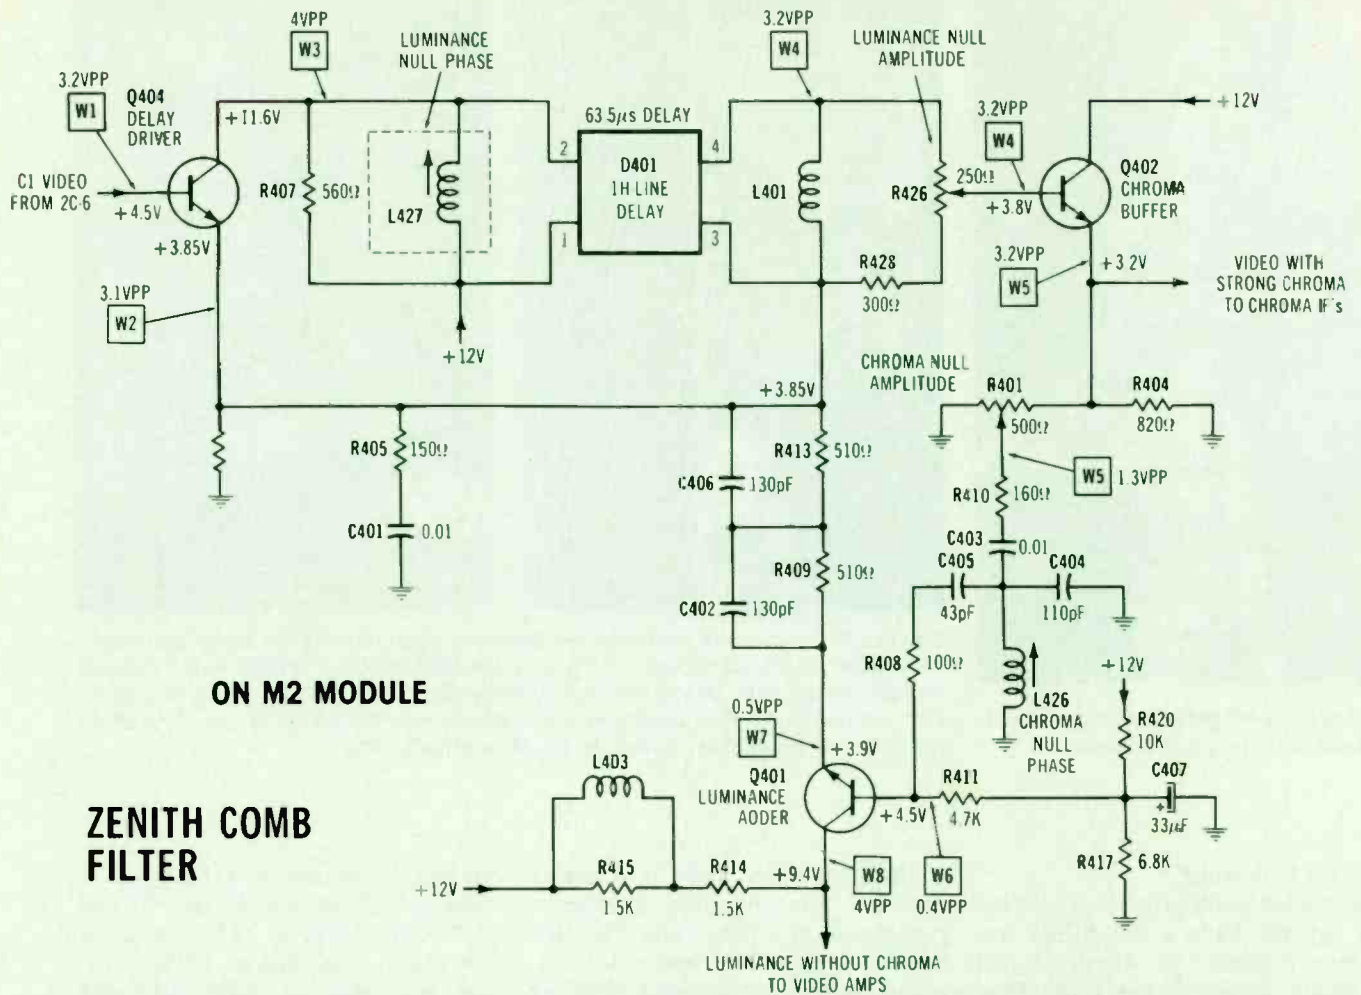 4VPP
W3
LUMINANCE
NULL PHASE
3.2VPP
W4
LUMINANCE NULL
AMPLITUDE
3.2VPP
W1
Q404
DELAY
DRIVER
+11.6V
63.5µs DELAY
+12V
3.2VPP
W4
Q402
CHROMA
BUFFER
C1 VIDEO
FROM 2C-6
+4.5V
+3.85V
R407
560Ω
L427
2
1
D401
1H LINE
DELAY
4
3
L401
R426
250Ω
+3.8V
R428
300Ω
3.1VPP
W2
+12V
3.2VPP
W5
+3.2V
VIDEO WITH
STRONG CHROMA
TO CHROMA IF's
CHROMA NULL
AMPLITUDE
+3.85V
R401
500Ω
R404
820Ω
R405
150Ω
C401
0.01
R413
510Ω
C406
130pF
R409
510Ω
C402
130pF
W5
1.3VPP
R410
160Ω
C403
0.01
C405
43pF
C404
110pF
R408
100Ω
L426
CHROMA
NULL
PHASE
+12V
R420
10K
C407
+
33µF
ON M2 MODULE
0.5VPP
W7
+3.9V
Q401
LUMINANCE
ADDER
+4.5V
R411
4.7K
R417
6.8K
L403
ZENITH COMB
FILTER
+12V
R415
1.5K
R414
1.5K
+9.4V
W8
4VPP
W6
0.4VPP
LUMINANCE WITHOUT CHROMA
TO VIDEO AMPS